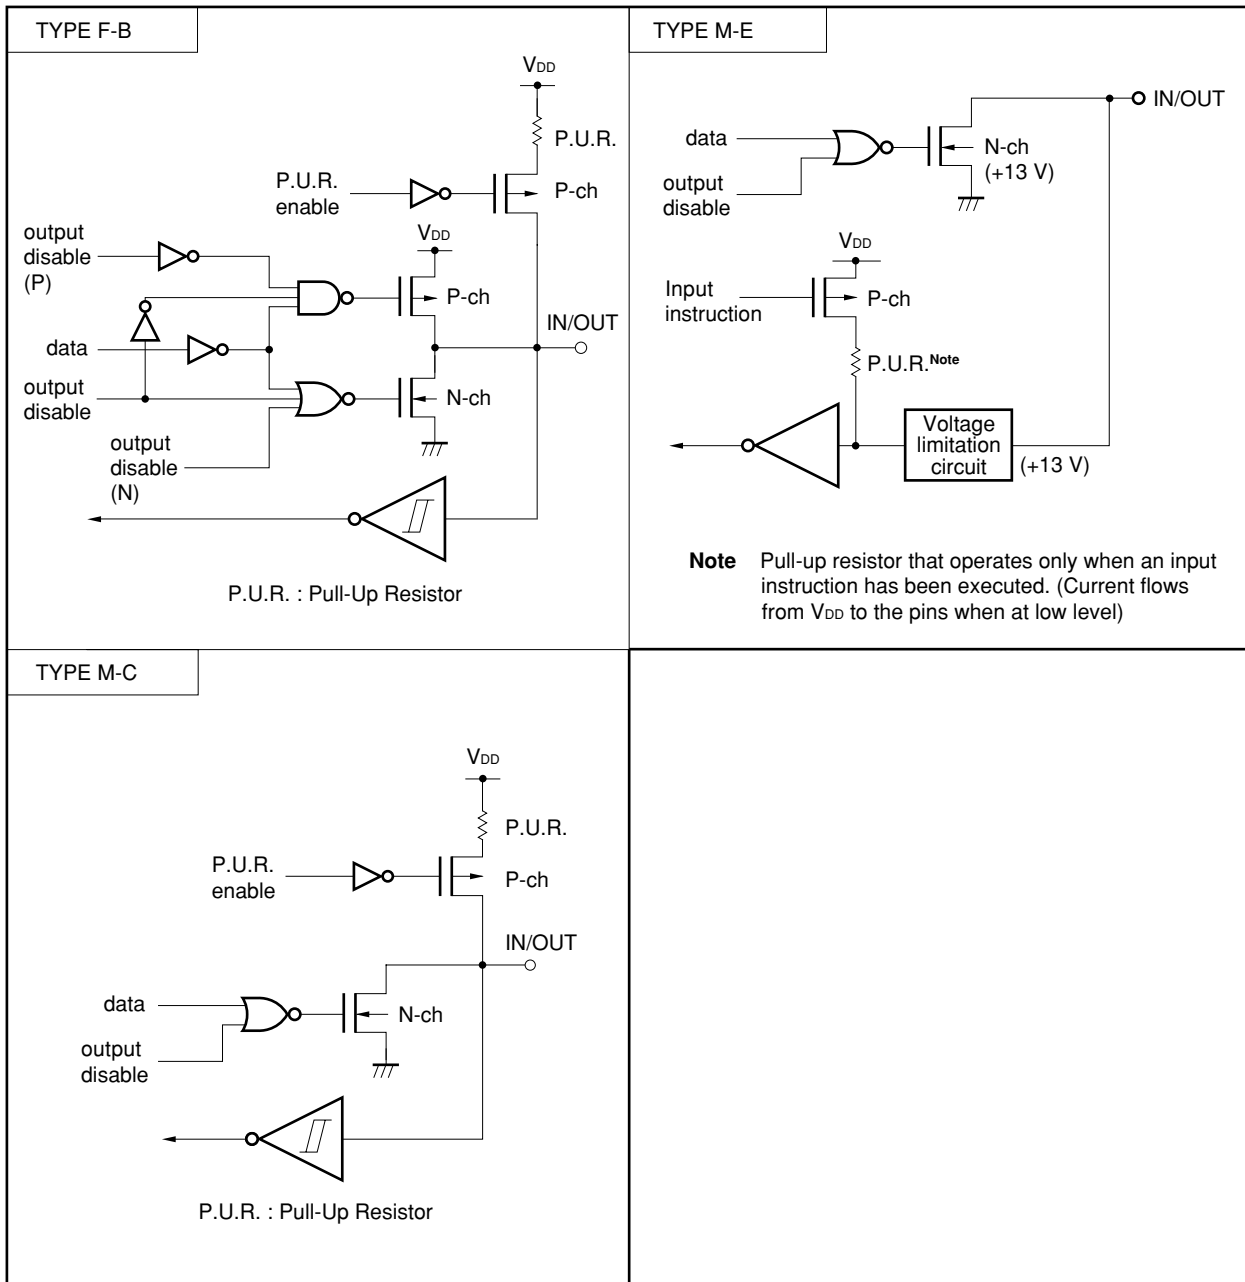 TYPE F-B
VDD
P.U.R.
P.U.R.
enable
P-ch
output
disable
(P)
VDD
P-ch
IN/OUT
data
output
disable
N-ch
output
disable
(N)
P.U.R. : Pull-Up Resistor
TYPE M-E
IN/OUT
data
N-ch
(+13 V)
output
disable
VDD
Input
instruction
P-ch
P.U.R.Note
Voltage
limitation
circuit
(+13 V)
Note Pull-up resistor that operates only when an input
instruction has been executed. (Current flows
from VDD to the pins when at low level)
TYPE M-C
VDD
P.U.R.
P.U.R.
enable
P-ch
IN/OUT
data
N-ch
output
disable
P.U.R. : Pull-Up Resistor